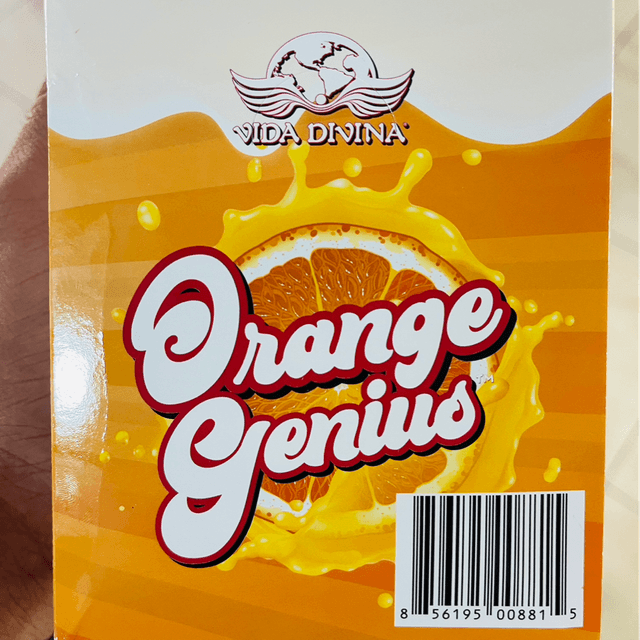 VIDA DIVINA
Orange
Genius
8 56195 00881 5